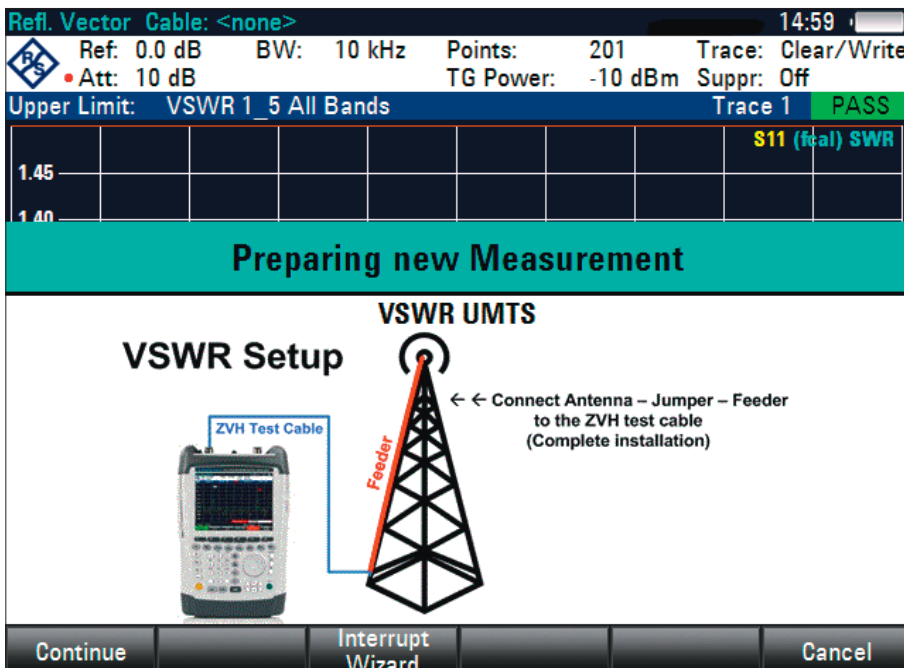 Refl. Vector Cable: <none> 14:59
Ref: 0.0 dB BW: 10 kHz Points: 201 Trace: Clear/Write
Att: 10 dB TG Power: -10 dBm Suppr: Off
Upper Limit: VSWR 1_5 All Bands Trace 1 PASS
S11 (fcal) SWR
1.45
1.40
Preparing new Measurement
VSWR UMTS
VSWR Setup
← ← Connect Antenna – Jumper – Feeder
to the ZVH test cable
(Complete installation)
ZVH Test Cable
Feeder
Continue Interrupt Wizard Cancel